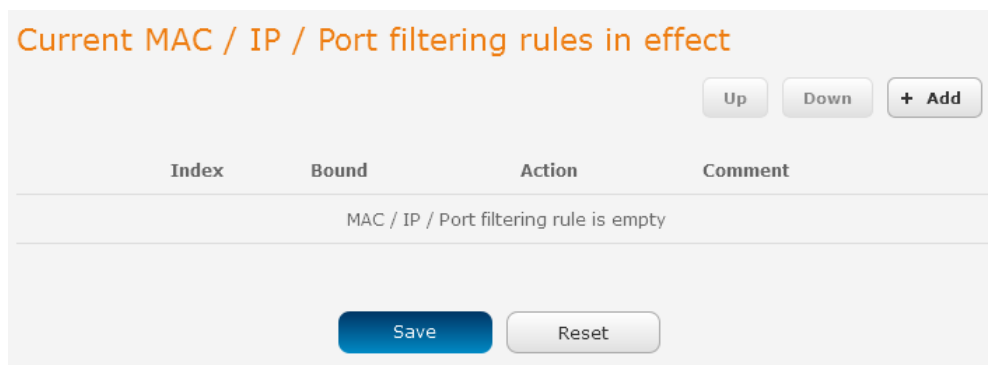 Current MAC / IP / Port filtering rules in effect
Up Down + Add
Index Bound Action Comment
MAC / IP / Port filtering rule is empty
Save Reset